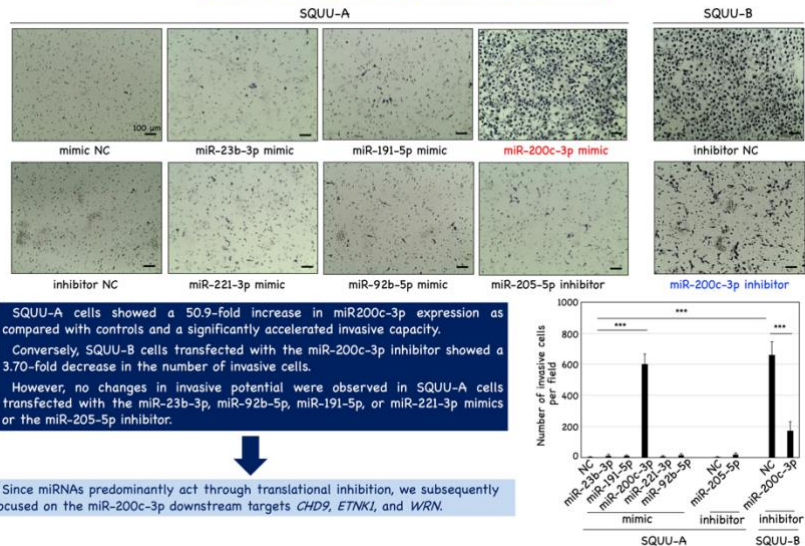 SQUU-A
SQUU-B
100 μm
mimic NC
miR-23b-3p mimic
miR-191-5p mimic
miR-200c-3p mimic
inhibitor NC
inhibitor NC
miR-221-3p mimic
miR-92b-5p mimic
miR-205-5p inhibitor
miR-200c-3p inhibitor
SQUU-A cells showed a 50.9-fold increase in miR200c-3p expression as
compared with controls and a significantly accelerated invasive capacity.
Conversely, SQUU-B cells transfected with the miR-200c-3p inhibitor showed a
3.70-fold decrease in the number of invasive cells.
However, no changes in invasive potential were observed in SQUU-A cells
transfected with the miR-23b-3p, miR-92b-5p, miR-191-5p, or miR-221-3p mimics
or the miR-205-5p inhibitor.
Since miRNAs predominantly act through translational inhibition, we subsequently
ocused on the miR-200c-3p downstream targets CHD9, ETNK1, and WRN.
Number of invasive cells
per field
1000
800
600
400
200
0
***
***
***
NC
miR-23b-3p
miR-191-5p
miR-200c-3p
miR-221-3p
miR-92b-5p
NC
miR-205-5p
NC
miR-200c-3p
mimic
inhibitor
inhibitor
SQUU-A
SQUU-B